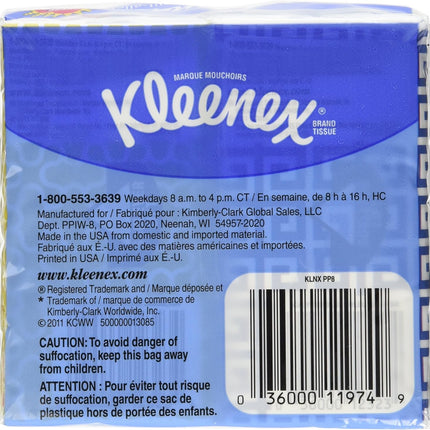 MARQUE MOUCHOIRS
Kleenex®
BRAND
TISSUE
1-800-553-3639 Weekdays 8 a.m. to 4 p.m. CT / En semaine, de 8 h à 16 h, HC
Manufactured for / Fabriqué pour : Kimberly-Clark Global Sales, LLC
Dept. PPIW-8, PO Box 2020, Neenah, WI 54957-2020
Made in the USA from domestic and imported material.
Fabriqué aux É.-U. avec des matières américaines et importées.
Printed in USA / Imprimé aux É.-U.
www.kleenex.com
® Registered Trademark and / Marque déposée et
* Trademark of / marque de commerce de
Kimberly-Clark Worldwide, Inc.
© 2011 KCWW 500000013085
CAUTION: To avoid danger of
suffocation, keep this bag away
from children.
ATTENTION : Pour éviter tout risque
de suffocation, garder ce sac de
plastique hors de portée des enfants.
KLNX PP8
0 36000 11974 9